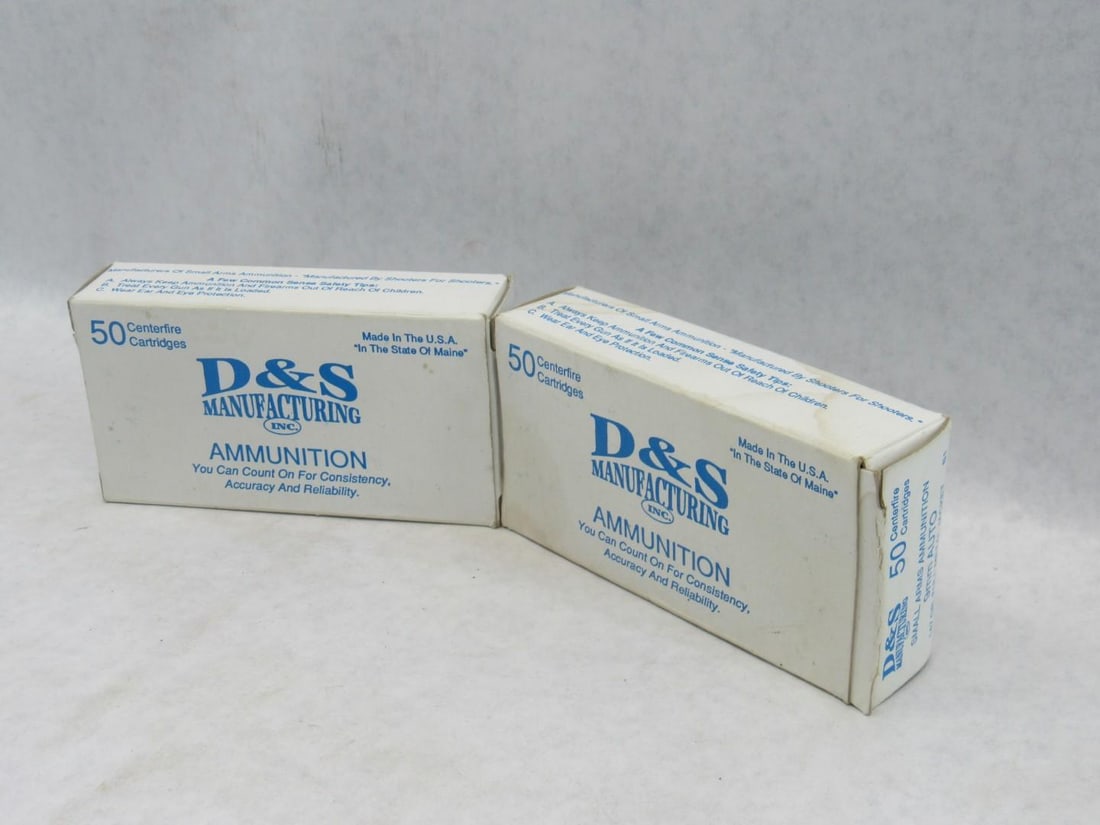 Manufacturers Of Small Arms Ammunition - "Manufactured By Shooters For Shooters."
A Few Common Sense Safety Tips:
A. Always Keep Ammunition And Firearms Out Of Reach Of Children.
B. Treat Every Gun As If It Is Loaded.
C. Wear Ear And Eye Protection.
50 Centerfire
Cartridges
Made In The U.S.A.
"In The State Of Maine"
D&S
MANUFACTURING
INC.
AMMUNITION
You Can Count On For Consistency,
Accuracy And Reliability.
Manufacturers Of Small Arms Ammunition - "Manufactured By Shooters For Shooters."
A Few Common Sense Safety Tips:
A. Always Keep Ammunition And Firearms Out Of Reach Of Children.
B. Treat Every Gun As If It Is Loaded.
C. Wear Ear And Eye Protection.
50 Centerfire
Cartridges
Made In The U.S.A.
"In The State Of Maine"
D&S
MANUFACTURING
INC.
AMMUNITION
You Can Count On For Consistency,
Accuracy And Reliability.
D&S
MANUFACTURING
INC.
50 Centerfire
Cartridges
SMALL ARMS AMMUNITION
9mm AUTO